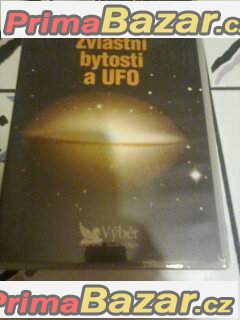 PrimaBazar.cz
Zvláštní
bytosti
a UFO
Výběr
PrimaBazar.cz